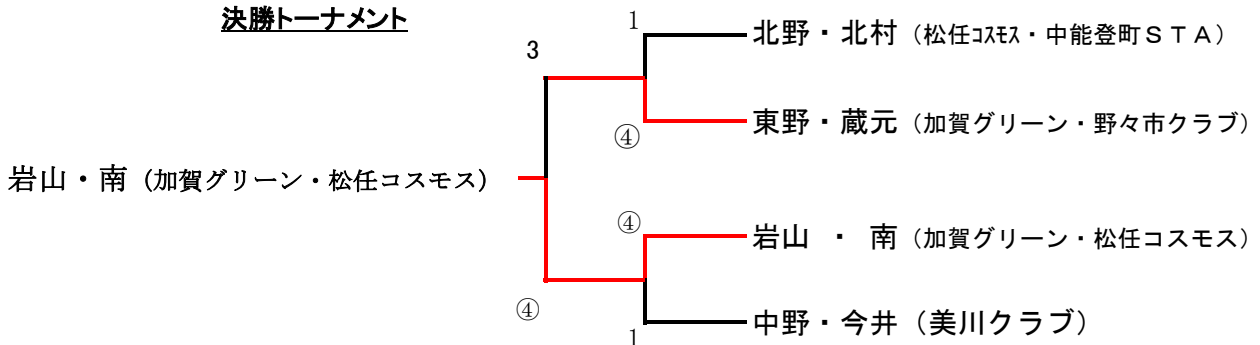 決勝トーナメント
1
北野・北村（松任ｺｽﾓｽ・中能登町ＳＴＡ）
3
④
東野・蔵元（加賀グリーン・野々市クラブ）
岩山・南（加賀グリーン・松任コスモス）
④
岩山　・　南（加賀グリーン・松任コスモス）
④
1
中野・今井（美川クラブ）